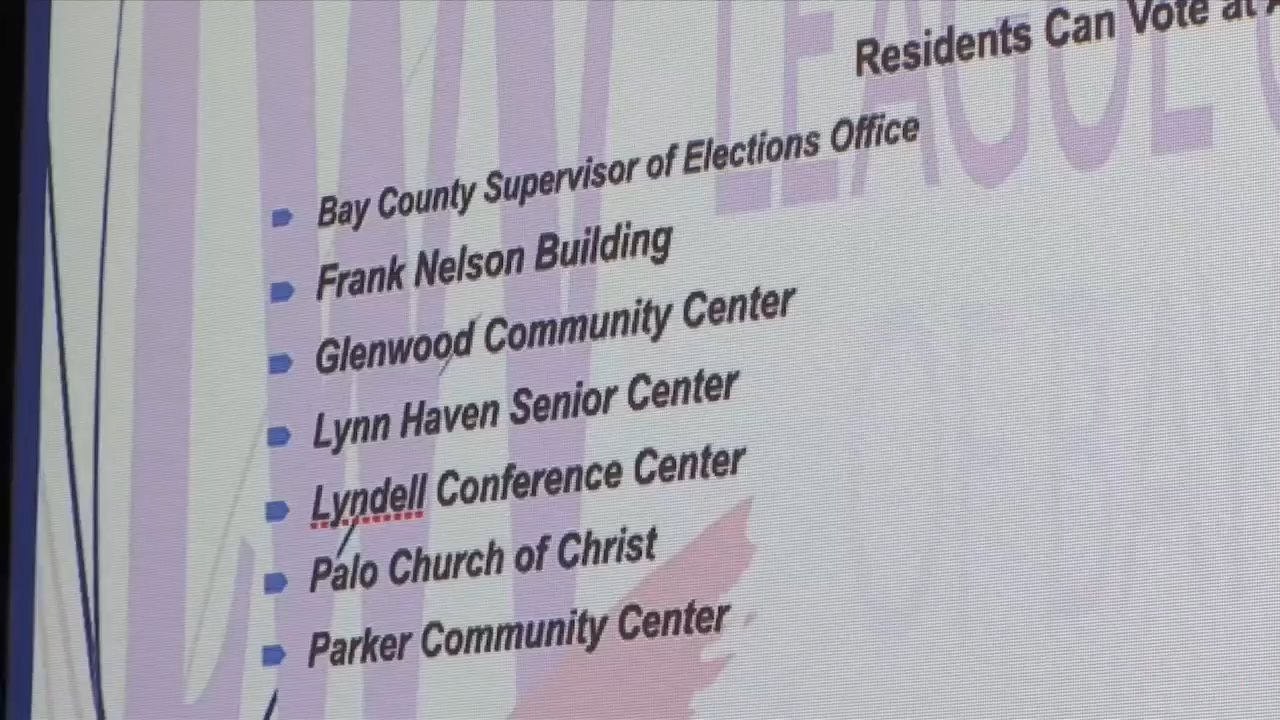 Residents Can Vote at
Bay County Supervisor of Elections Office
Frank Nelson Building
Glenwood Community Center
Lynn Haven Senior Center
Lyndell Conference Center
Palo Church of Christ
Parker Community Center
LEAGUE